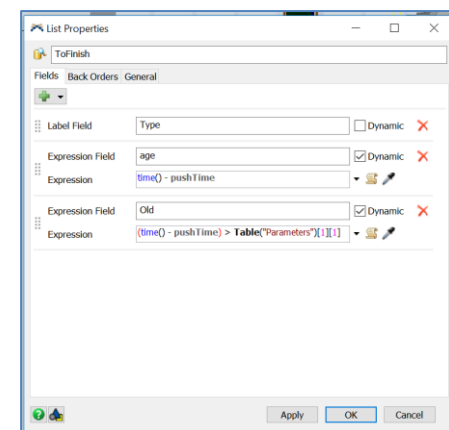 List Properties
ToFinish
Fields Back Orders General
Label Field Type Dynamic
Expression Field age Dynamic
Expression time() - pushTime
Expression Field Old Dynamic
Expression (time() - pushTime) > Table("Parameters")[1][1]
Apply OK Cancel